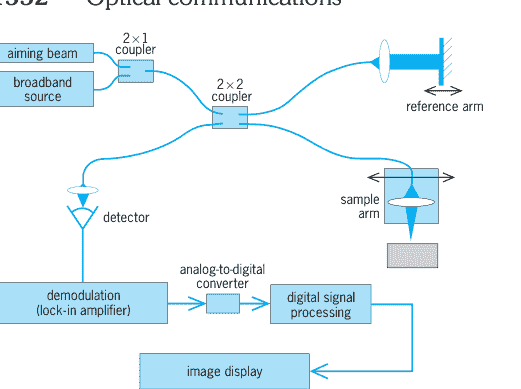 Optical communications
aiming beam
2×1
coupler
broadband
source
2×2
coupler
reference arm
sample
arm
detector
analog-to-digital
converter
demodulation
(lock-in amplifier)
digital signal
processing
image display